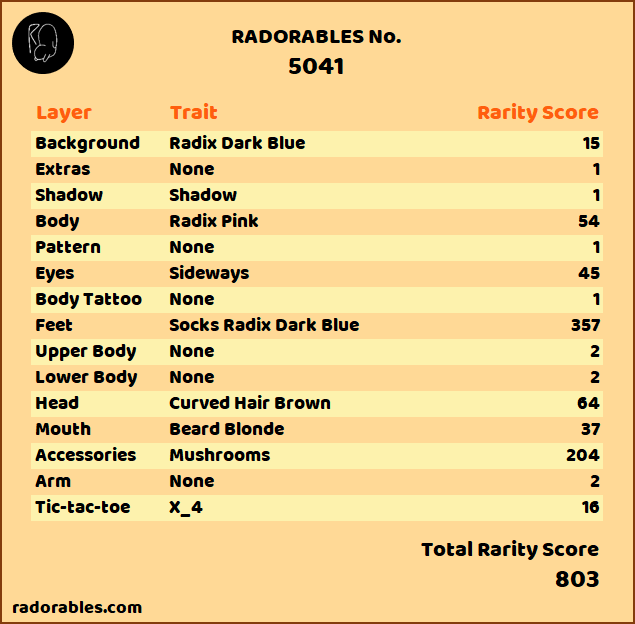 RADORABLES No.
5041
Layer Trait Rarity Score
Background Radix Dark Blue 15
Extras None 1
Shadow Shadow 1
Body Radix Pink 54
Pattern None 1
Eyes Sideways 45
Body Tattoo None 1
Feet Socks Radix Dark Blue 357
Upper Body None 2
Lower Body None 2
Head Curved Hair Brown 64
Mouth Beard Blonde 37
Accessories Mushrooms 204
Arm None 2
Tic-tac-toe X_4 16
Total Rarity Score
803
radorables.com